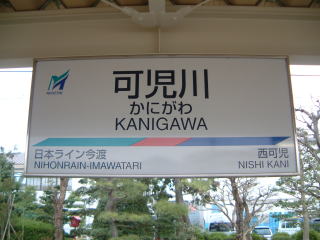 可児川
かにがわ
KANIGAWA
日本ライン今渡
NIHONRAIN-IMAWATARI
西可児
NISHI KANI